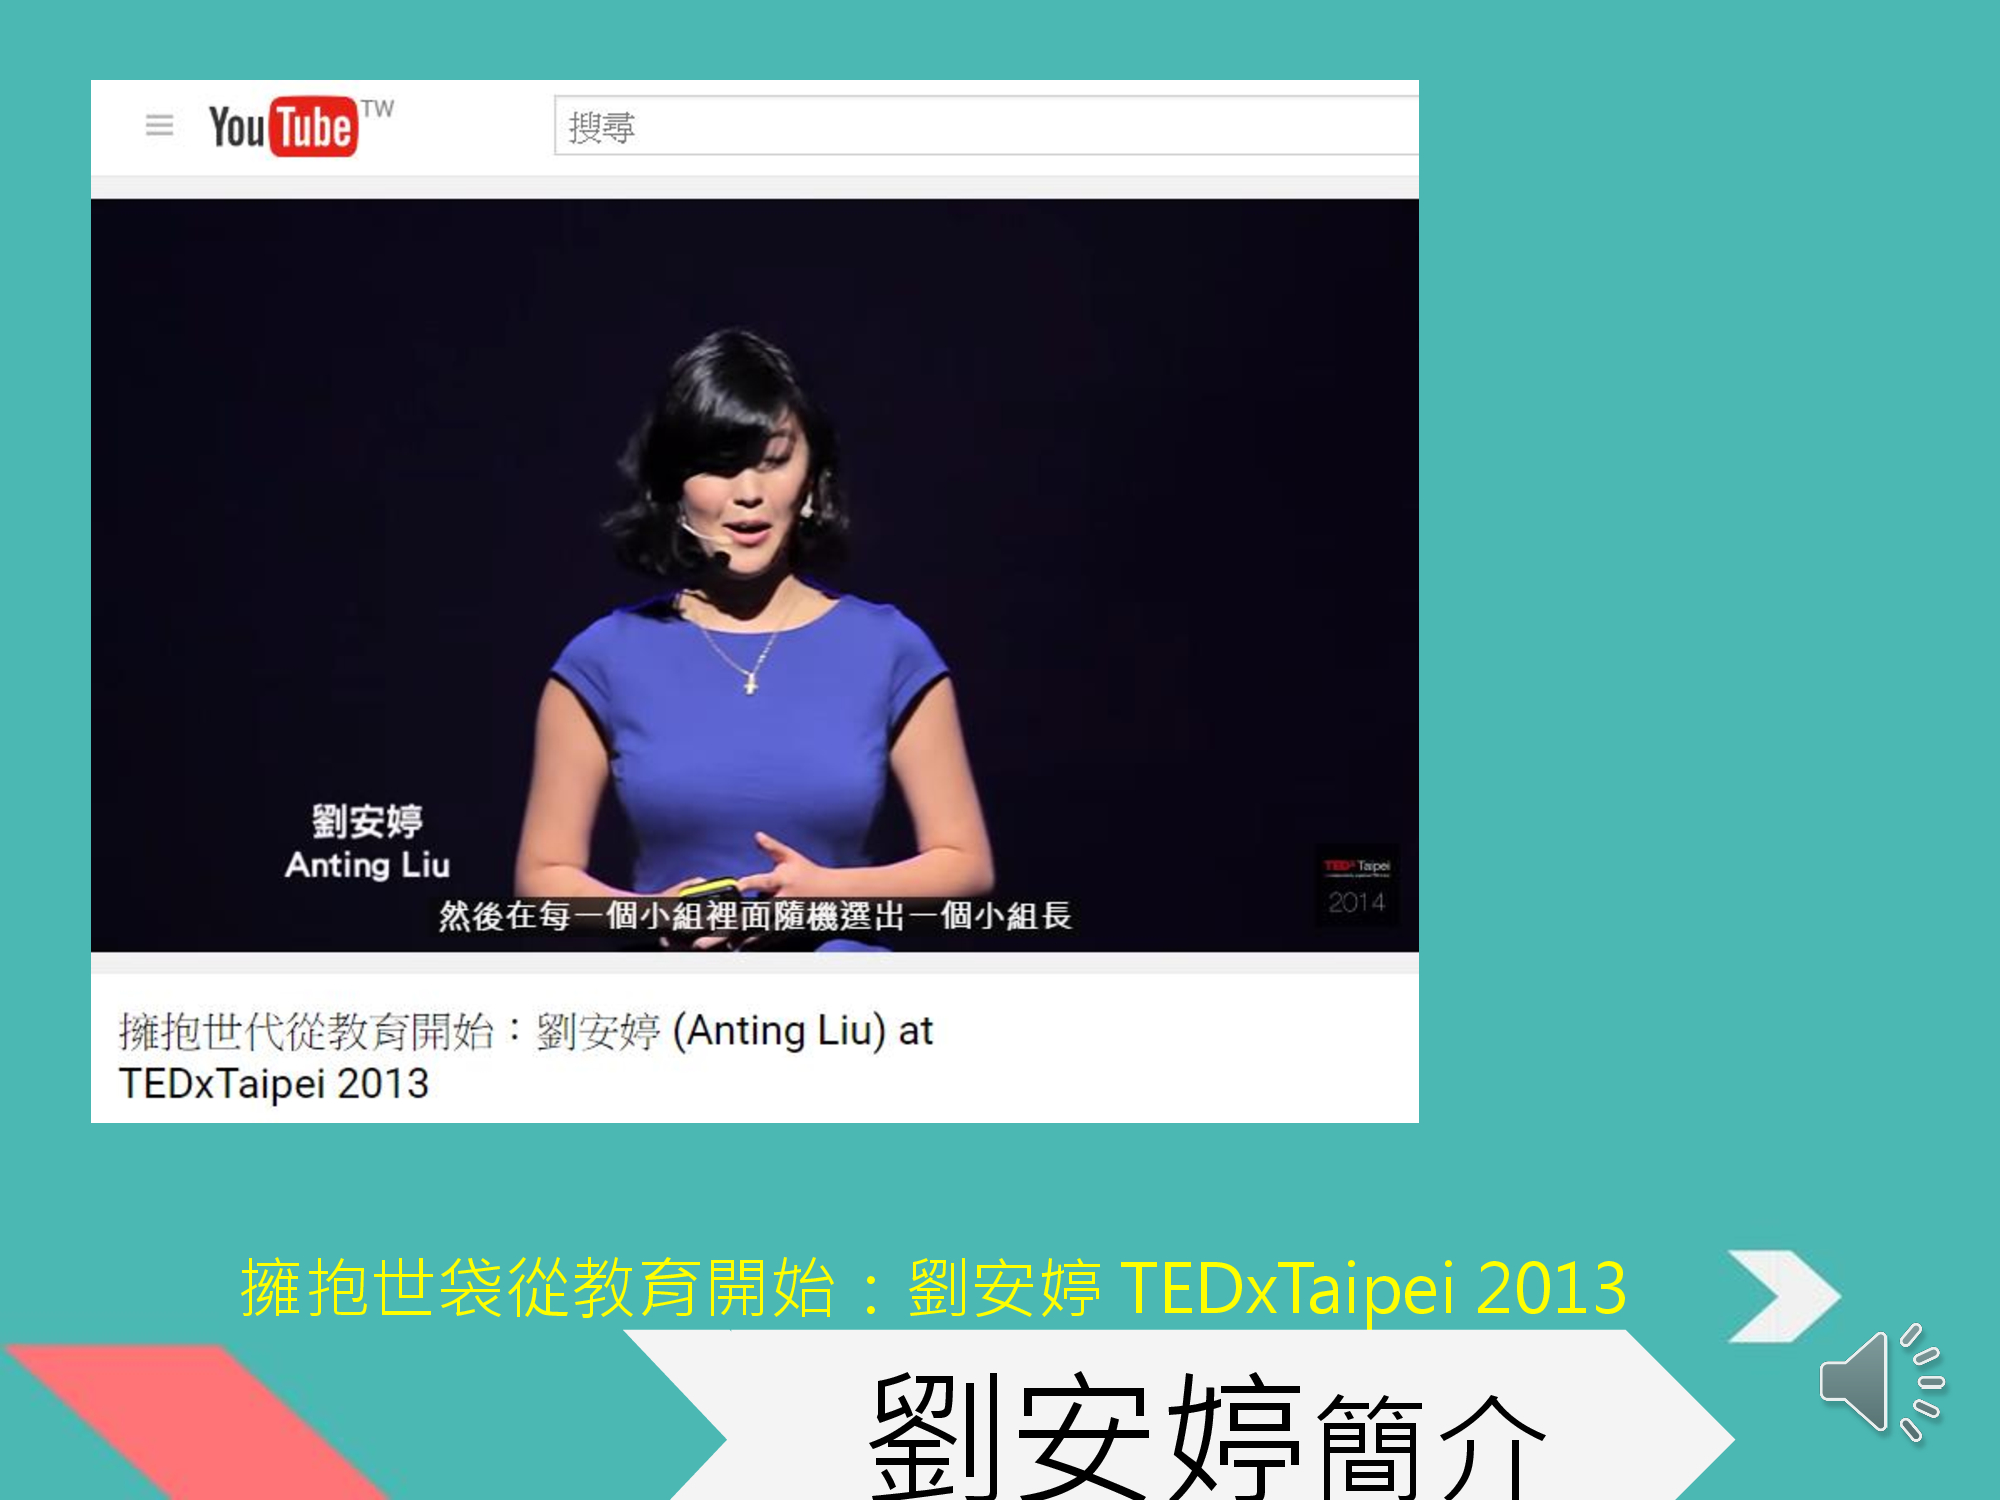 YouTube TW
搜尋
劉安婷
Anting Liu
TEDx Taipei
2014
然後在每一個小組裡面隨機選出一個小組長
擁抱世代從教育開始：劉安婷 (Anting Liu) at
TEDxTaipei 2013
擁抱世袋從教育開始：劉安婷 TEDxTaipei 2013
劉安婷簡介